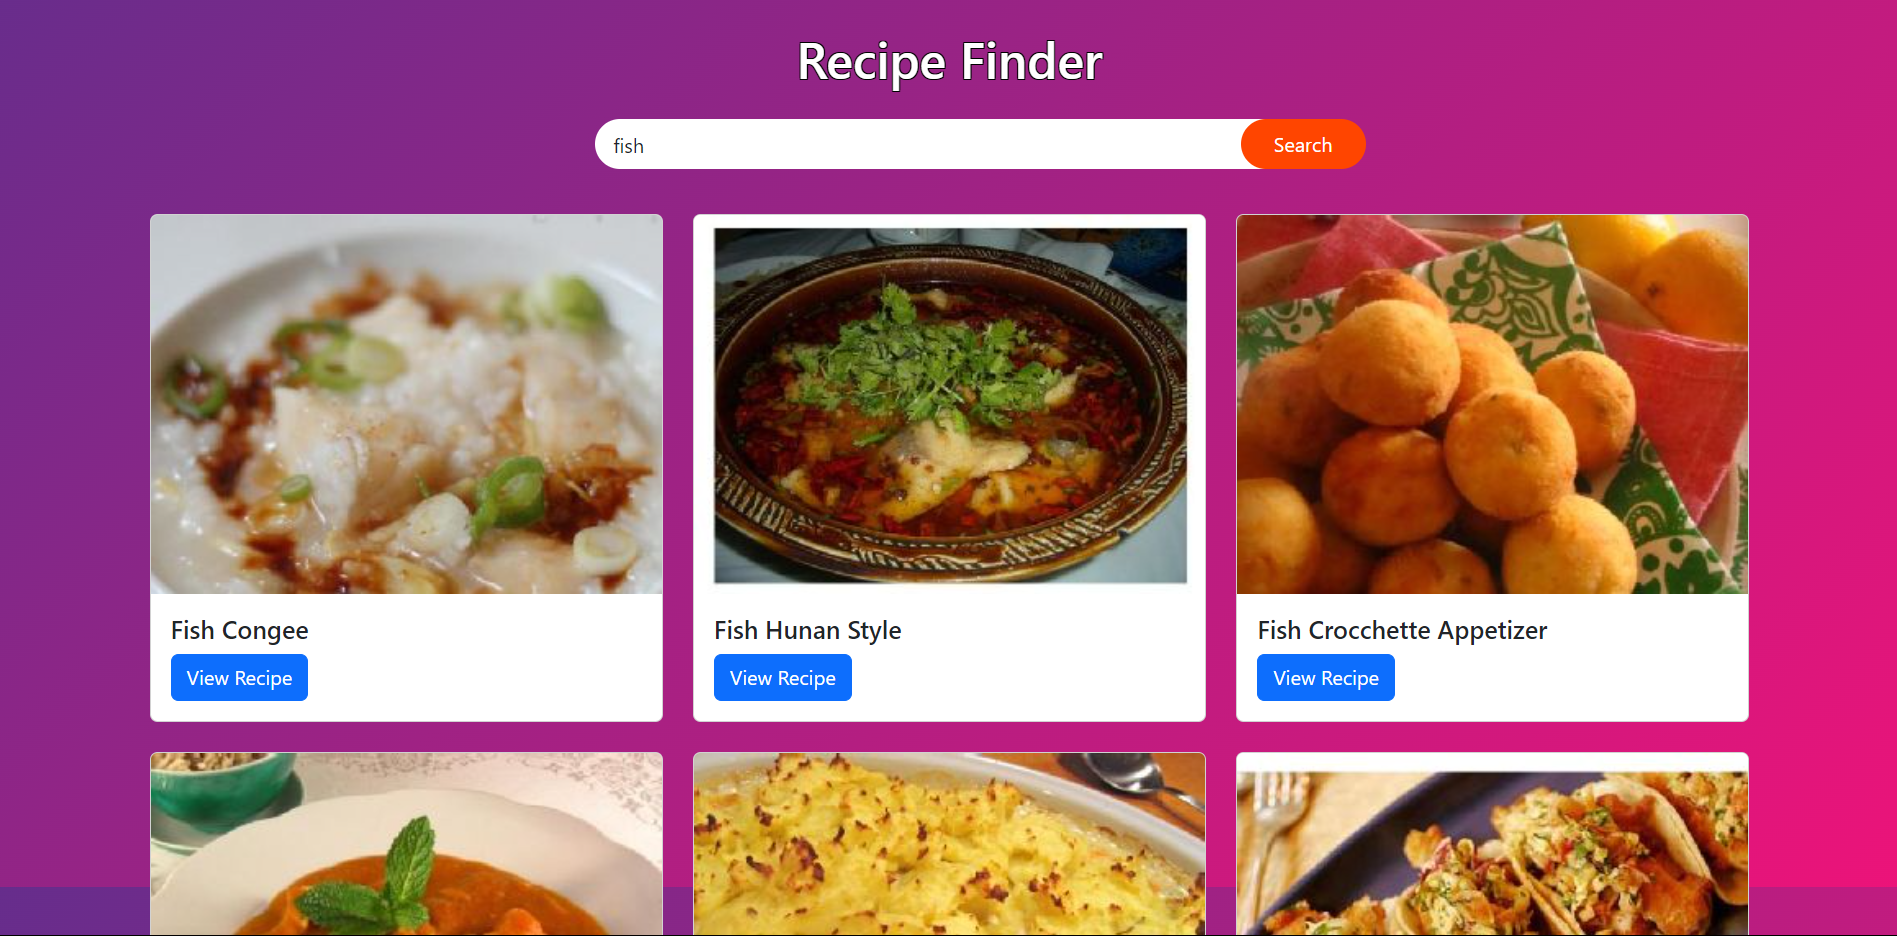 Recipe Finder
fish
Search
Fish Congee
Fish Hunan Style
Fish Crocchette Appetizer
View Recipe
View Recipe
View Recipe